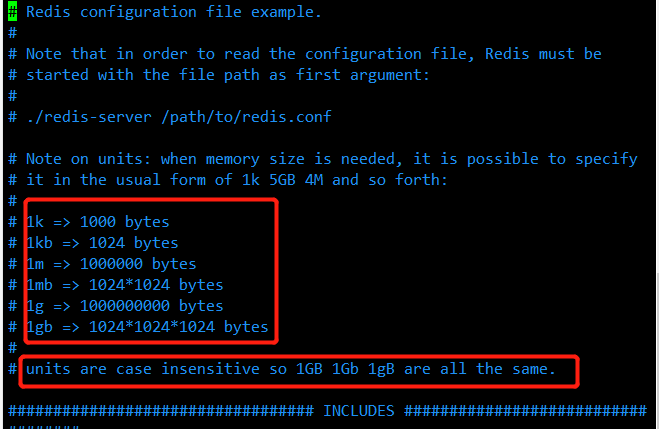 # Redis configuration file example.
#
# Note that in order to read the configuration file, Redis must be
# started with the file path as first argument:
#
# ./redis-server /path/to/redis.conf
# Note on units: when memory size is needed, it is possible to specify
# it in the usual form of 1k 5GB 4M and so forth:
#
# 1k => 1000 bytes
# 1kb => 1024 bytes
# 1m => 1000000 bytes
# 1mb => 1024*1024 bytes
# 1g => 1000000000 bytes
# 1gb => 1024*1024*1024 bytes
#
# units are case insensitive so 1GB 1Gb 1gB are all the same.
################################## INCLUDES ###########################
########